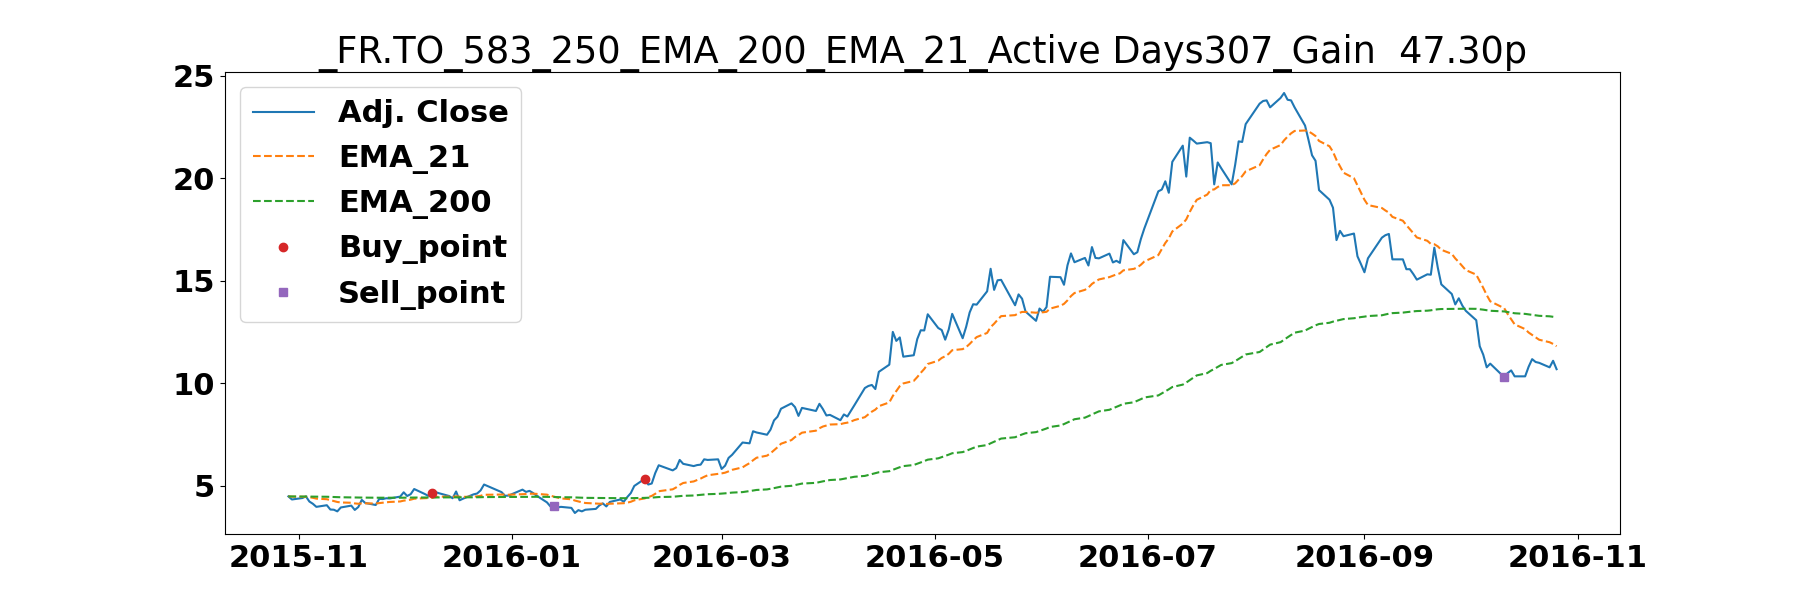 _FR.TO_583_250_EMA_200_EMA_21_Active Days307_Gain  47.30p
25
20
15
10
5
Adj. Close
EMA_21
EMA_200
Buy_point
Sell_point
2015-11 2016-01 2016-03 2016-05 2016-07 2016-09 2016-11